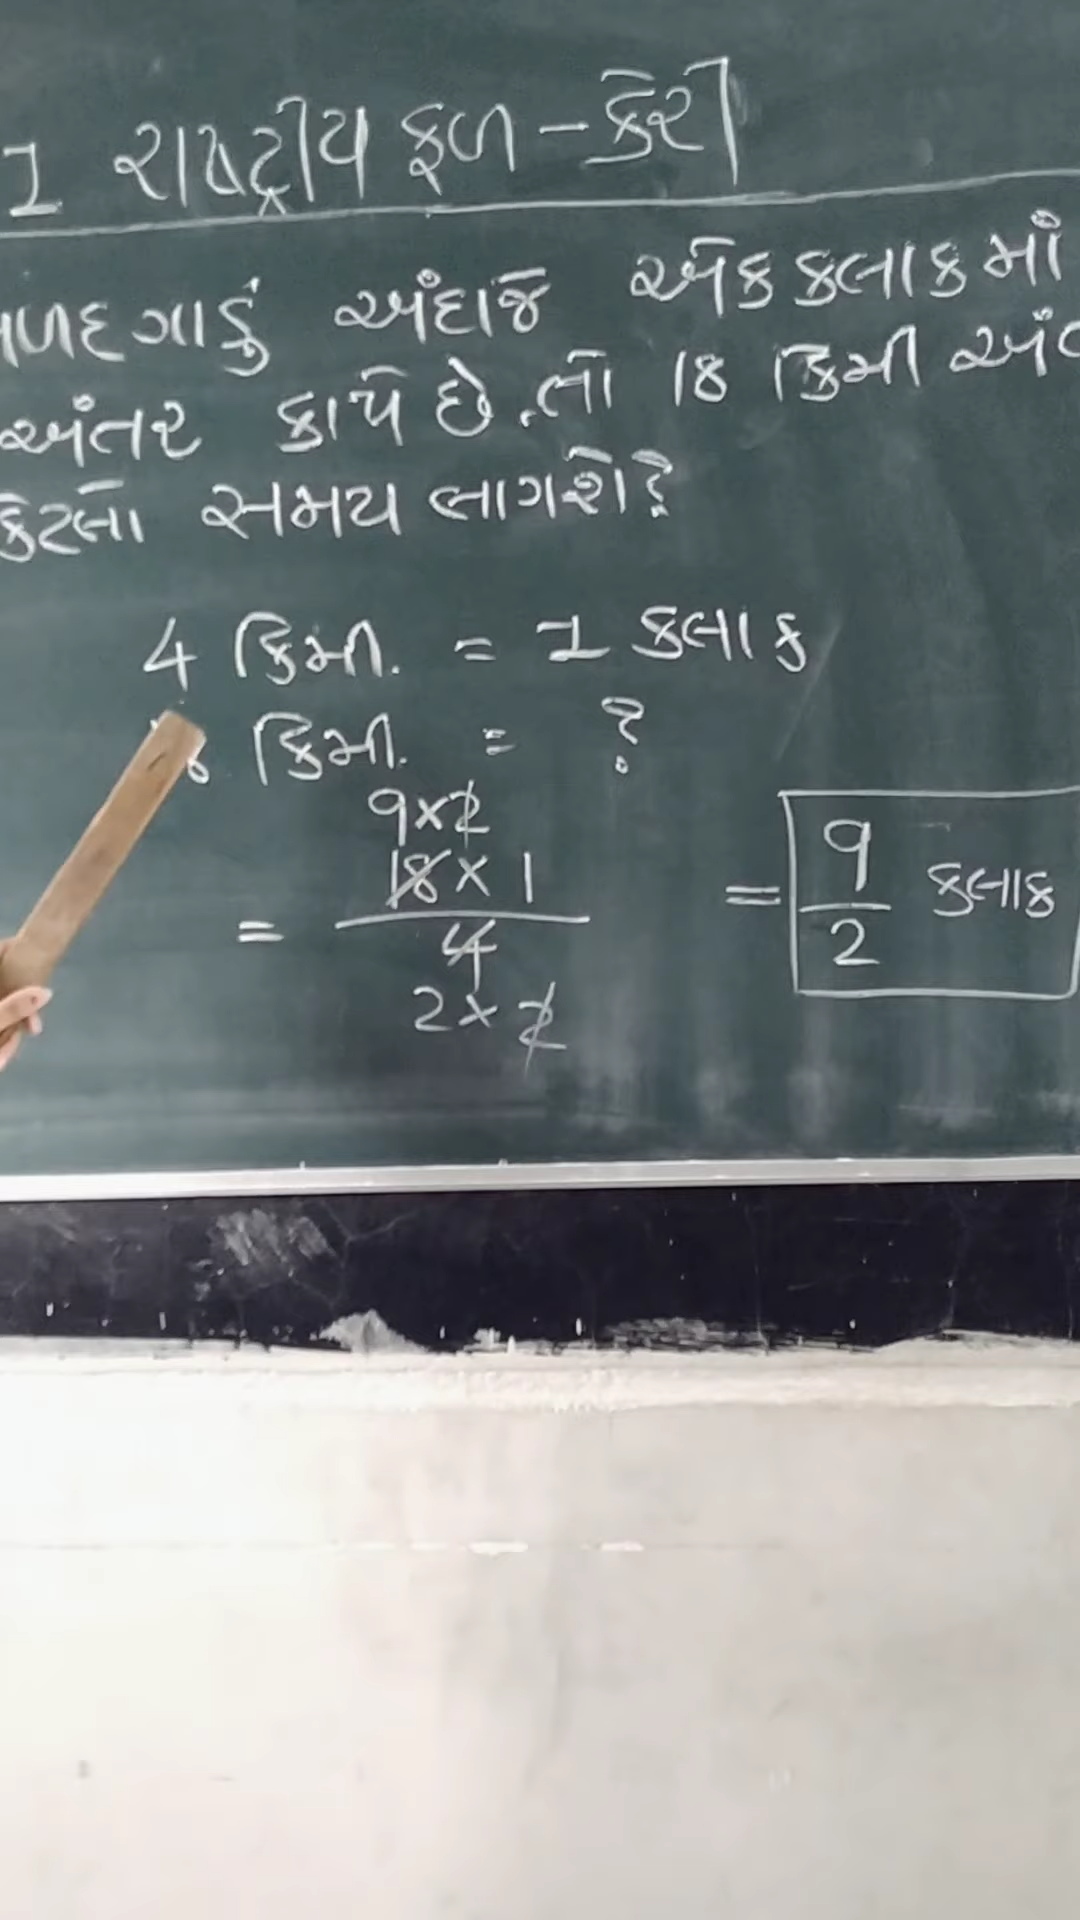 1 રાષ્ટ્રીય ફળ - કેરી
બળદગાડું અંદાજે એક કલાકમાં
અંતર કાપે છે. તો 18 કિમી
કેટલો સમય લાગશે?
4 કિમી. = 1 કલાક
8 કિમી. = ?
9×2
18×1
= 4 = 9/2 કલાક
2×2